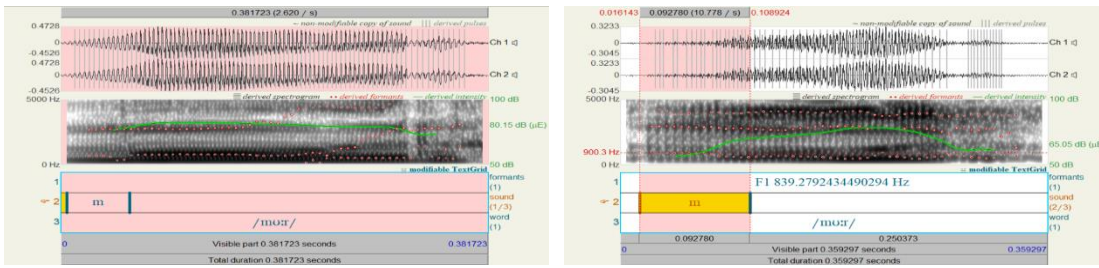 0.381723 (2.620 / s)
~ non-modifiable copy of sound ||| derived pulses
0.4728
0
-0.4526
0.4728
0
-0.4526
Ch 1
Ch 2
derived spectrogram •• derived formants — derived intensity
5000 Hz
0 Hz
100 dB
80.15 dB (µE)
50 dB
modifiable TextGrid
1
2
3
m
/mʊːr/
formants
(1)
sound
(1/3)
word
(1)
0
Visible part 0.381723 seconds
0.381723
Total duration 0.381723 seconds
0.016143
0.092780 (10.778 / s)
0.108924
~ non-modifiable copy of sound ||| derived pulses
0.3233
0
-0.3045
0.3233
0
-0.3045
Ch 1
Ch 2
derived spectrogram •• derived formants — derived intensity
5000 Hz
900.3 Hz
0 Hz
100 dB
65.05 dB (µE
50 dB
modifiable TextGrid
1
2
3
F1 839.2792434490294 Hz
m
/mʊːr/
formants
(1)
sound
(2/3)
word
(1)
0.092780
0.250373
0
Visible part 0.359297 seconds
0.359297
Total duration 0.359297 seconds